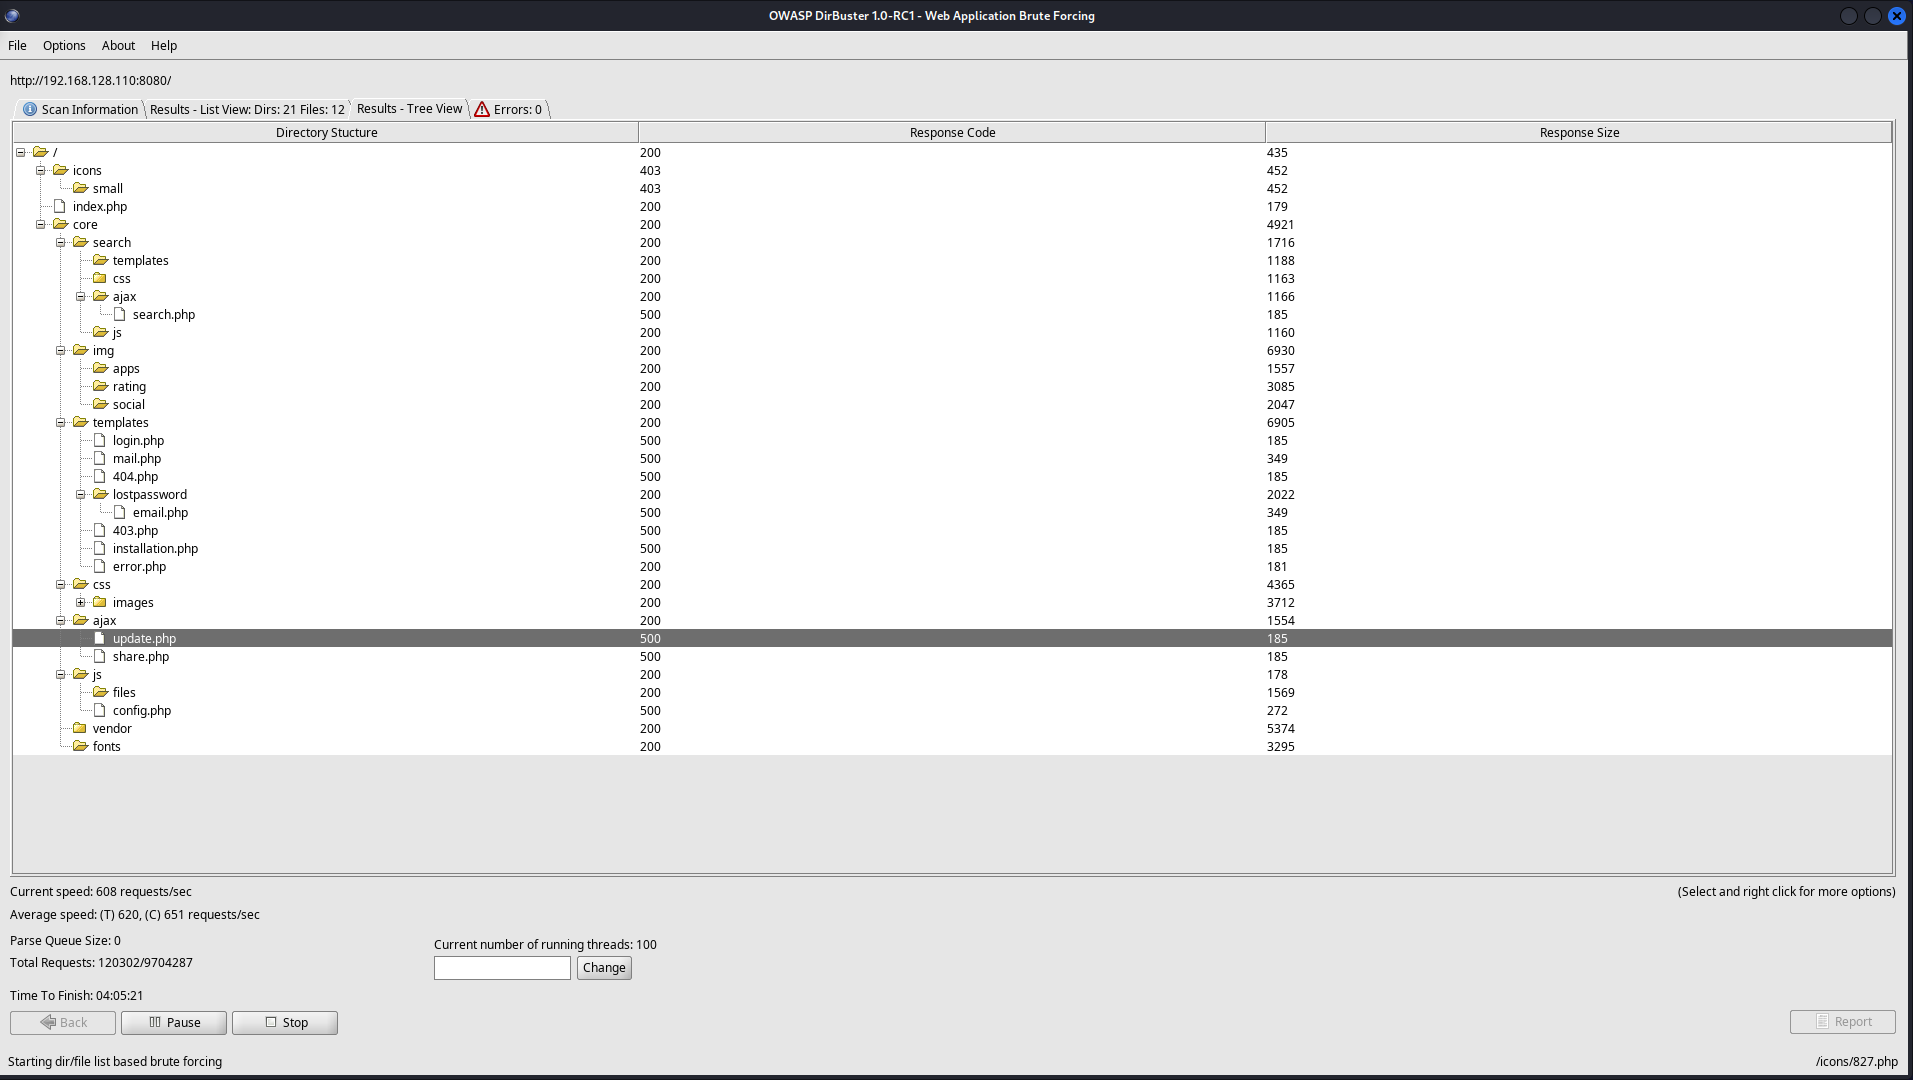 OWASP DirBuster 1.0-RC1 - Web Application Brute Forcing
File Options About Help
http://192.168.128.110:8080/
Scan Information Results - List View: Dirs: 21 Files: 12 Results - Tree View Errors: 0
Directory Stucture Response Code Response Size
/ 200 435
icons 403 452
small 403 452
index.php 200 179
core 200 4921
search 200 1716
templates 200 1188
css 200 1163
ajax 200 1166
search.php 500 185
js 200 1160
img 200 6930
apps 200 1557
rating 200 3085
social 200 2047
templates 200 6905
login.php 500 185
mail.php 500 349
404.php 500 185
lostpassword 200 2022
email.php 500 349
403.php 500 185
installation.php 500 185
error.php 200 181
css 200 4365
images 200 3712
ajax 200 1554
update.php 500 185
share.php 500 185
js 200 178
files 200 1569
config.php 500 272
vendor 200 5374
fonts 200 3295
Current speed: 608 requests/sec (Select and right click for more options)
Average speed: (T) 620, (C) 651 requests/sec
Parse Queue Size: 0
Current number of running threads: 100
Total Requests: 120302/9704287
Change
Time To Finish: 04:05:21
Back Pause Stop Report
Starting dir/file list based brute forcing /icons/827.php